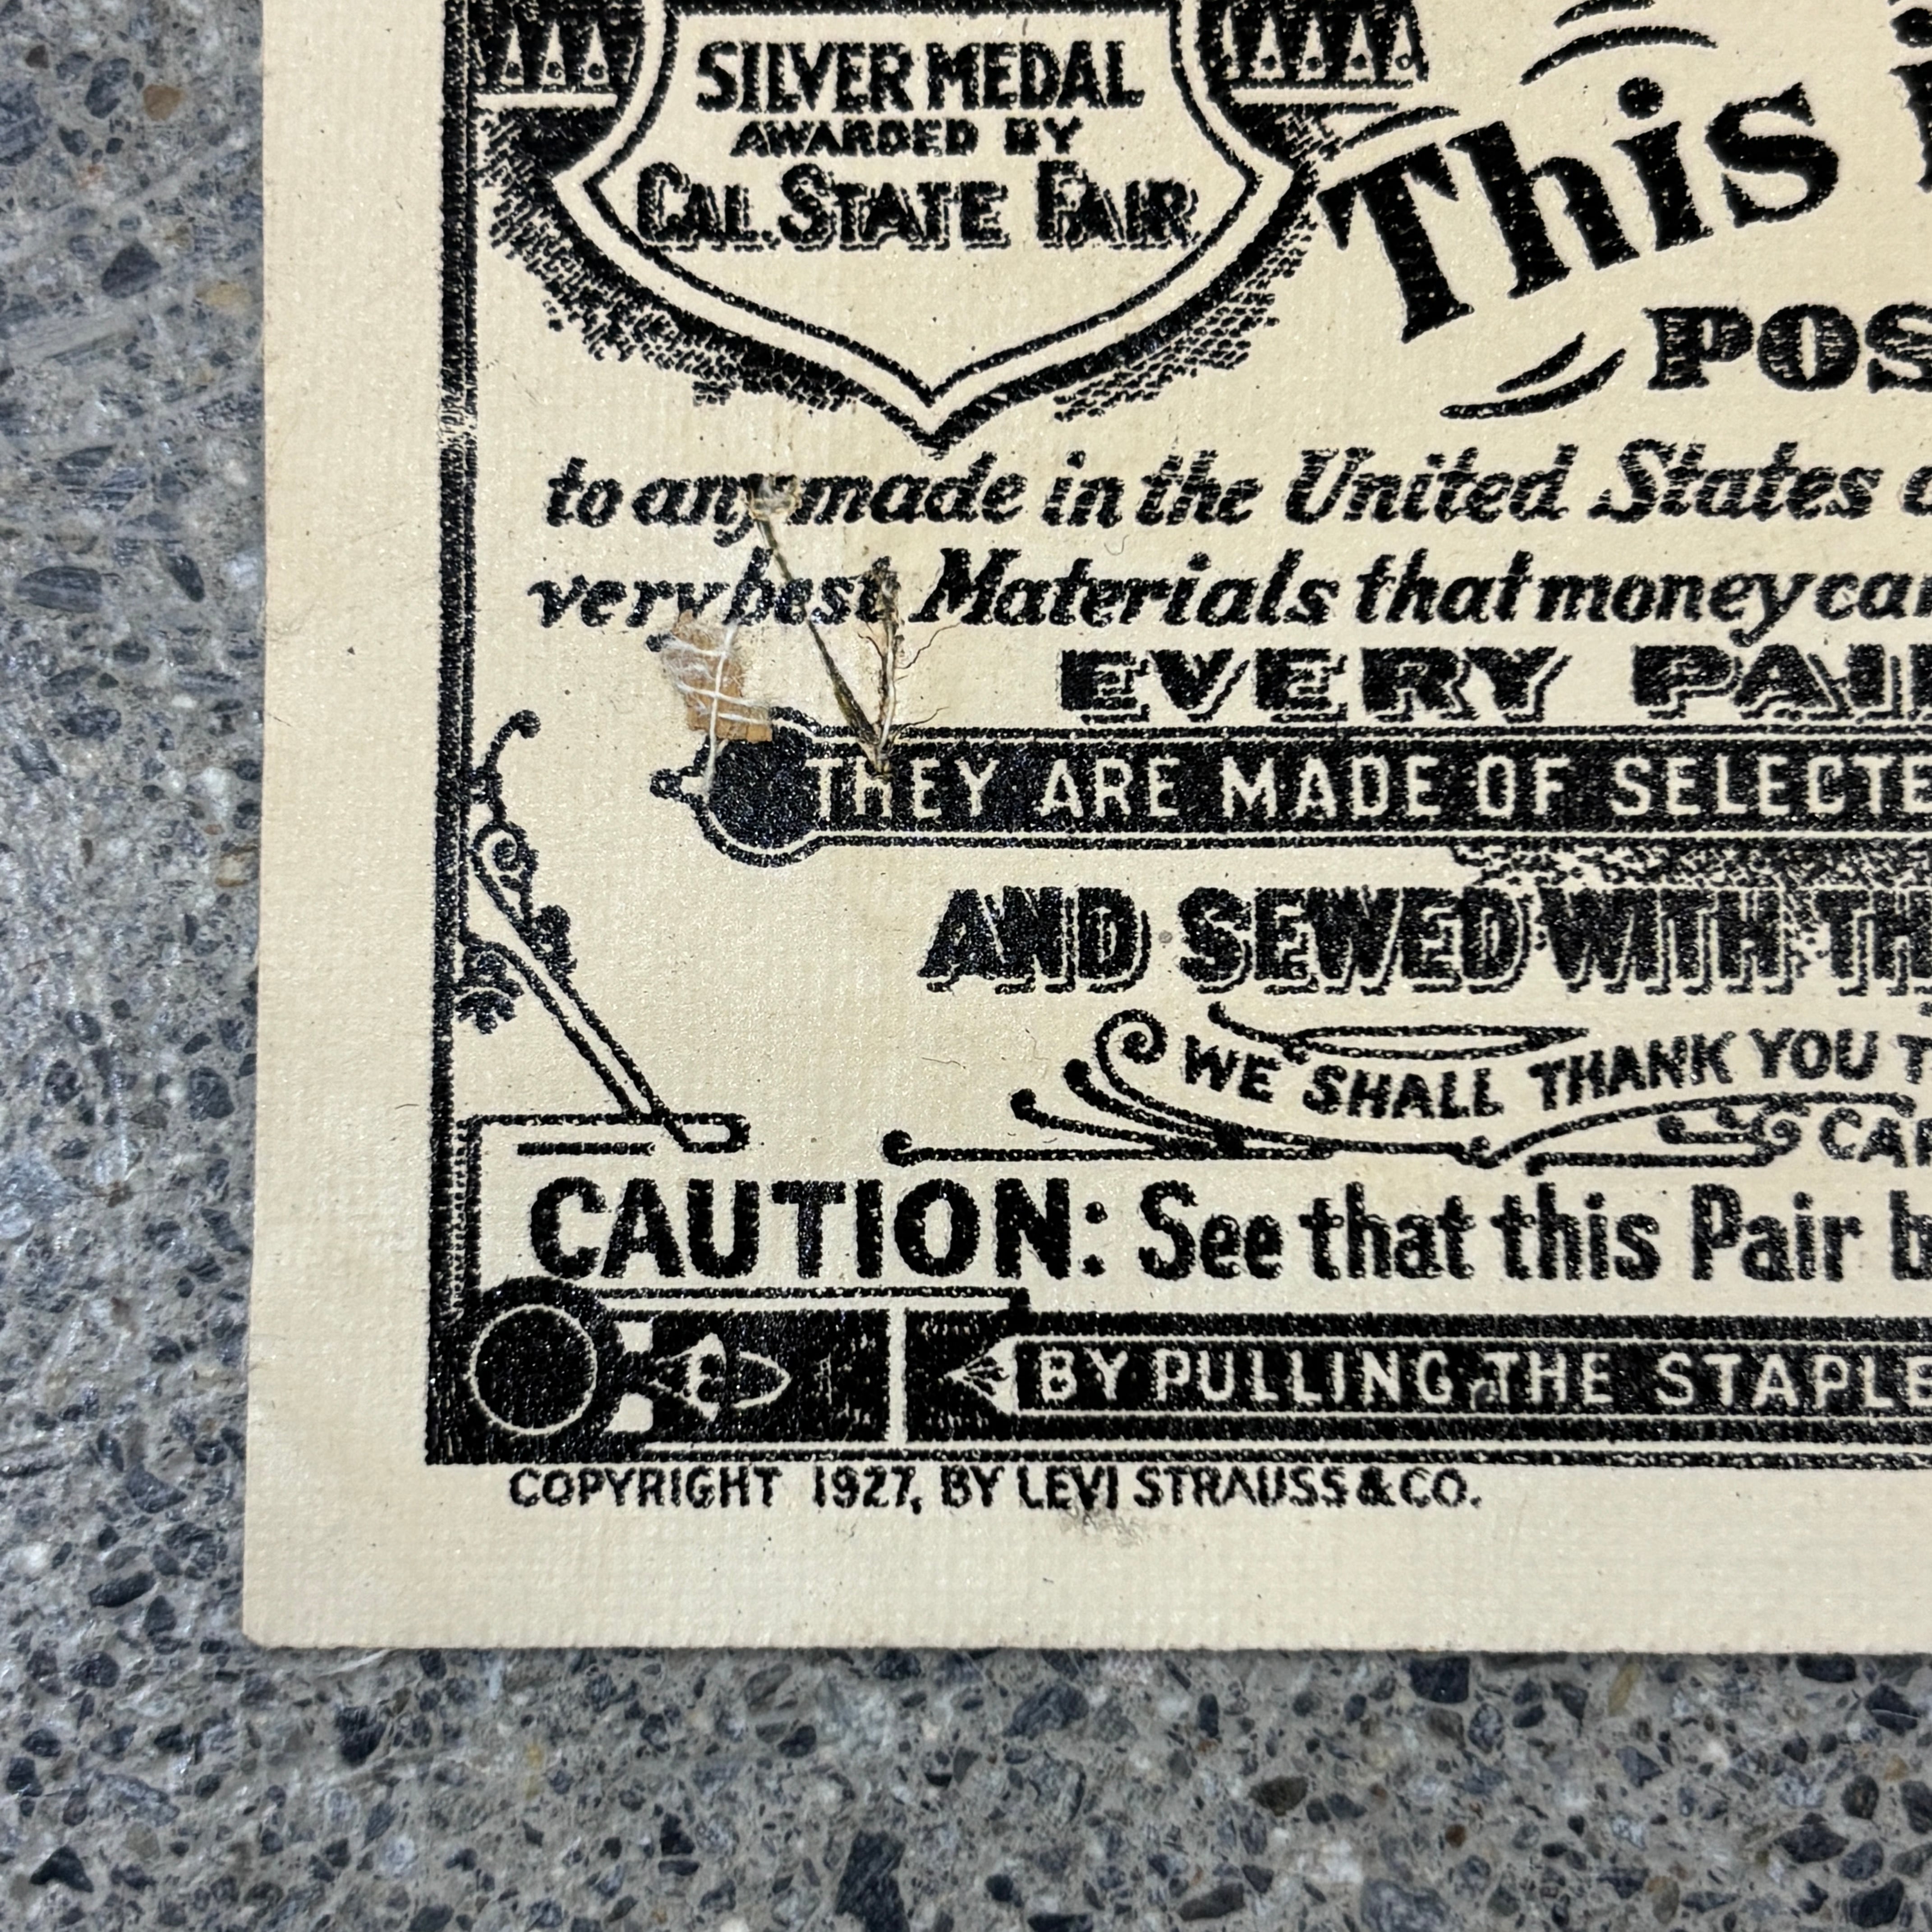 SILVER MEDAL
AWARDED BY
CAL. STATE FAIR
This
POS
to any made in the United States
very best Materials that money can
EVERY PAI
THEY ARE MADE OF SELECTE
AND SEWED WITH TH
WE SHALL THANK YOU T
CAR
CAUTION: See that this Pair b
BY PULLING THE STAPLE
COPYRIGHT 1927, BY LEVI STRAUSS & CO.